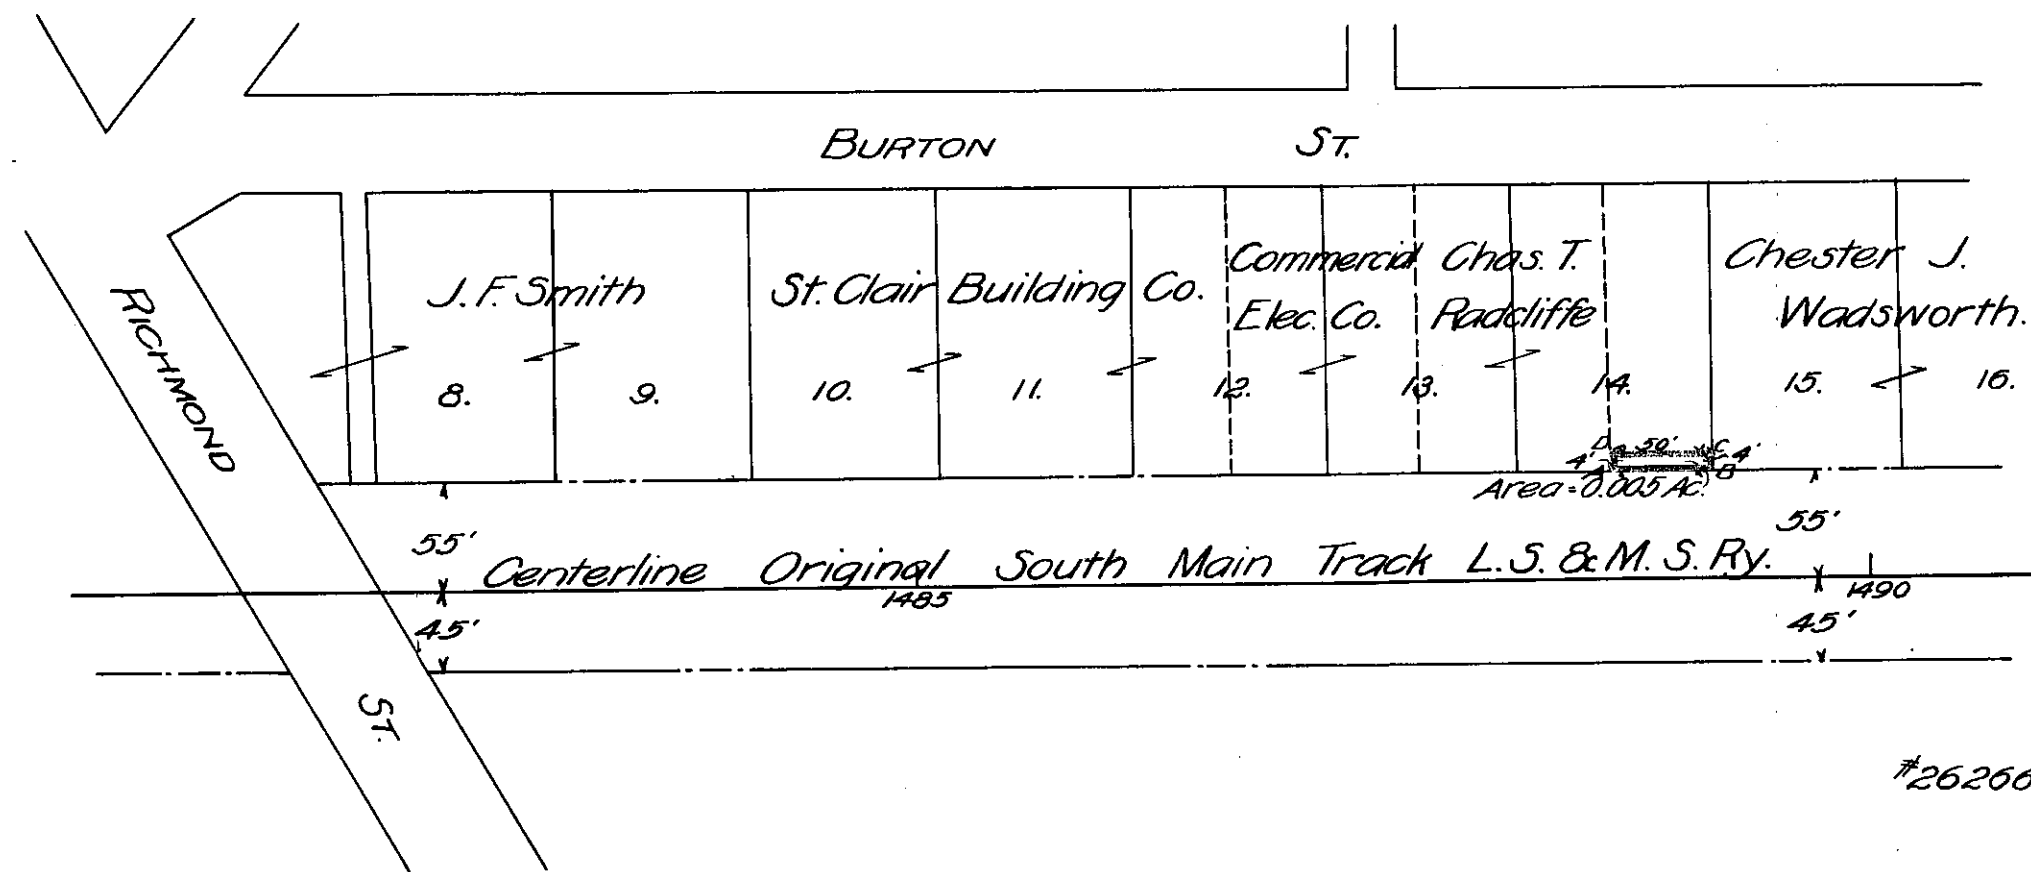 BURTON ST.
RICHMOND ST.
J. F. Smith
St. Clair Building Co.
Commercial
Elec. Co.
Chas. T.
Radcliffe
Chester J.
Wadsworth.
8. 9. 10. 11. 12. 13. 14. 15. 16.
D 50' C
4' 4'
A B
Area = 0.005 Ac.
55' 55'
Centerline Original South Main Track L. S. & M. S. Ry.
1485 1490
45' 45'
#26266